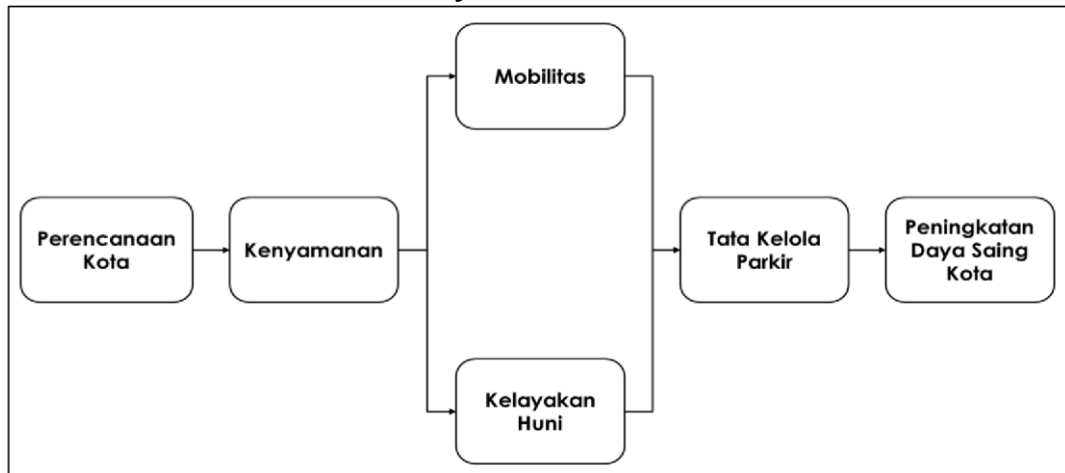 Mobilitas
Perencanaan
Kota
Kenyamanan
Tata Kelola
Parkir
Peningkatan
Daya Saing
Kota
Kelayakan
Huni